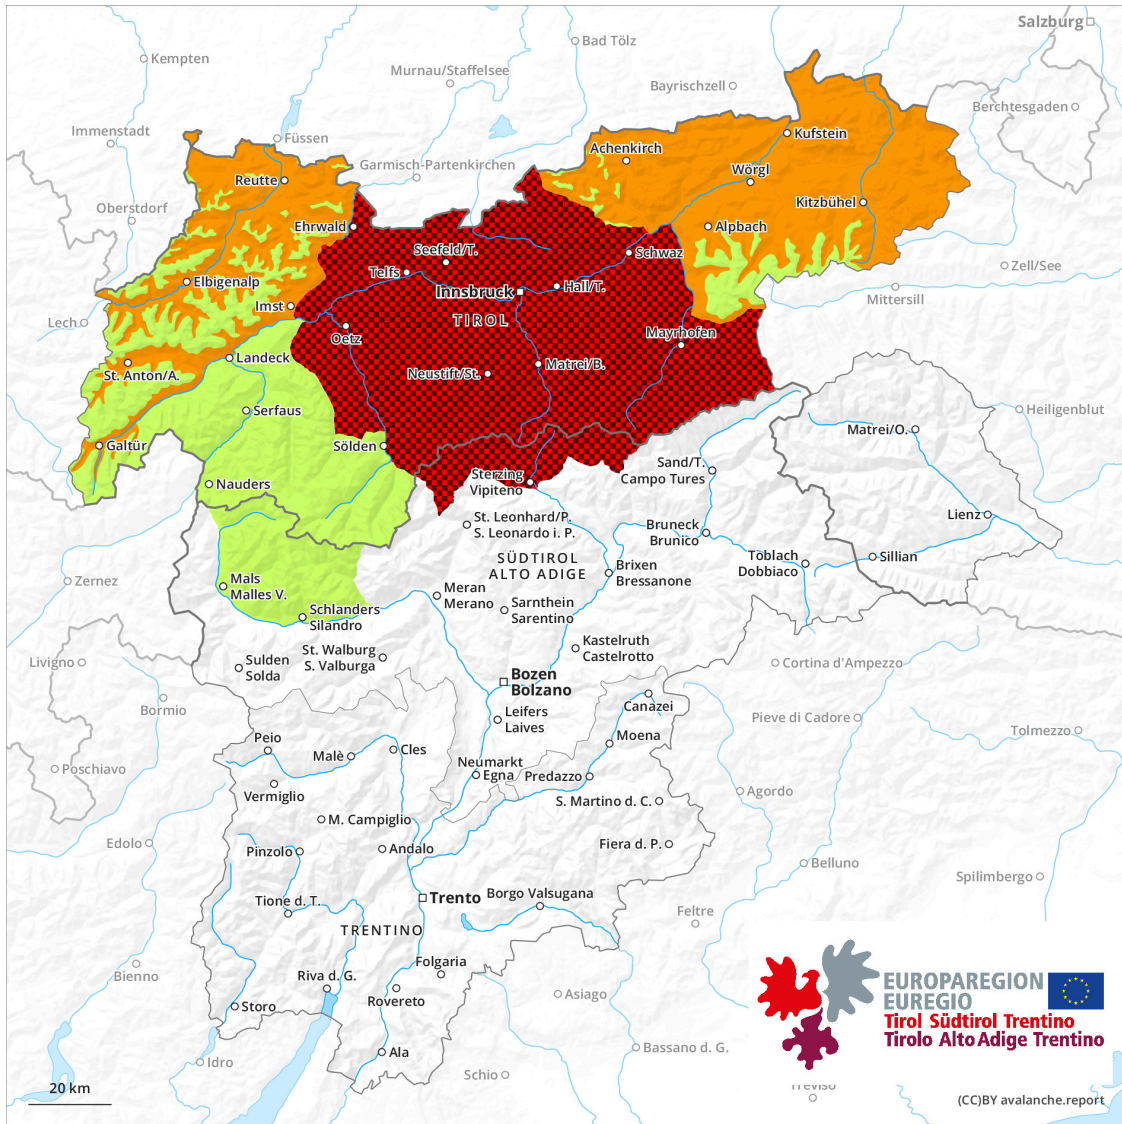 Salzburg
Bad Tölz
Kempten
Murnau/Staffelsee
Bayrischzell
Berchtesgaden
Immenstadt
Füssen
Kufstein
Achenkirch
Garmisch-Partenkirchen
Wörgl
Reutte
Oberstdorf
Kitzbühel
Ehrwald
Alpbach
Seefeld/T.
Schwaz
Telfs
Zell/See
Elbigenalp
Hall/T.
Innsbruck
Mittersill
Imst
TIROL
Lech
Oetz
Mayrhofen
Landeck
Matrei/B.
St. Anton/A.
Neustift/St.
Serfaus
Heiligenblut
Matrei/O.
Galtür
Sölden
Sand/T.
Campo Tures
Sterzing
Vipiteno
Nauders
St. Leonhard/P.
S. Leonardo i. P.
Lienz
Bruneck
Brunico
SÜDTIROL
ALTO ADIGE
Toblach
Dobbiaco
Sillian
Brixen
Bressanone
Zernez
Mals
Malles V.
Meran
Merano
Sarnthein
Sarentino
Schlanders
Silandro
Kastelruth
Castelrotto
St. Walburg
S. Valburga
Livigno
Sulden
Solda
Cortina d'Ampezzo
Bozen
Bolzano
Canazei
Bormio
Leifers
Laives
Pieve di Cadore
Tolmezzo
Peio
Moena
Malè
Cles
Neumarkt
Egna
Predazzo
Poschiavo
Vermiglio
Agordo
S. Martino d. C.
M. Campiglio
Edolo
Pinzolo
Andalo
Fiera d. P.
Belluno
Spilimbergo
Trento
Borgo Valsugana
Tione d. T.
Feltre
TRENTINO
Folgaria
Bienno
Riva d. G.
EUROPAREGION
EUREGIO
Tirol Südtirol Trentino
Tirolo Alto Adige Trentino
Rovereto
Asiago
Storo
Bassano d. G.
Ala
Idro
Schio
Treviso
20 km
(CC)BY avalanche.report